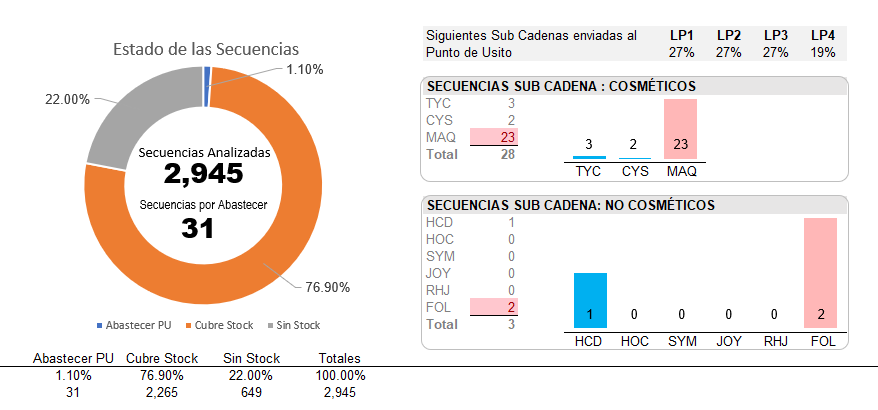 Estado de las Secuencias
1.10%
22.00%
Secuencias Analizadas
2,945
Secuencias por Abastecer
31
76.90%
Abastecer PU Cubre Stock Sin Stock
Abastecer PU Cubre Stock Sin Stock Totales
1.10% 76.90% 22.00% 100.00%
31 2,265 649 2,945
Siguientes Sub Cadenas enviadas al LP1 LP2 LP3 LP4
Punto de Usito 27% 27% 27% 19%
SECUENCIAS SUB CADENA : COSMÉTICOS
TYC 3
CYS 2
MAQ 23
Total 28
3 2 23
TYC CYS MAQ
SECUENCIAS SUB CADENA: NO COSMÉTICOS
HCD 1
HOC 0
SYM 0
JOY 0
RHJ 0
FOL 2
Total 3
1 0 0 0 0 2
HCD HOC SYM JOY RHJ FOL